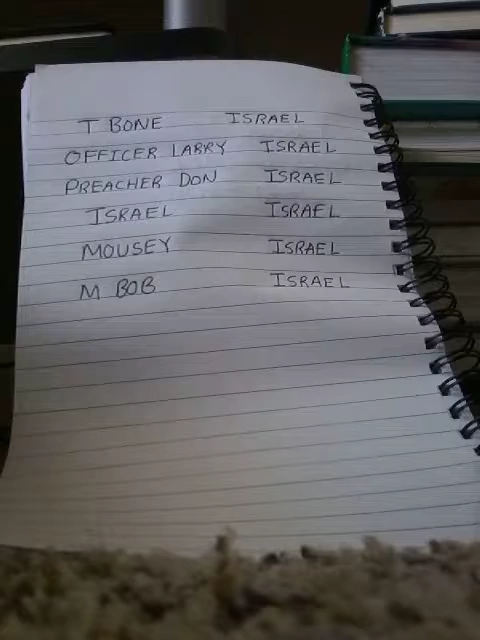 T BONE ISRAEL
OFFICER LARRY ISRAEL
PREACHER DON ISRAEL
ISRAEL ISRAEL
MOUSEY ISRAEL
M BOB ISRAEL